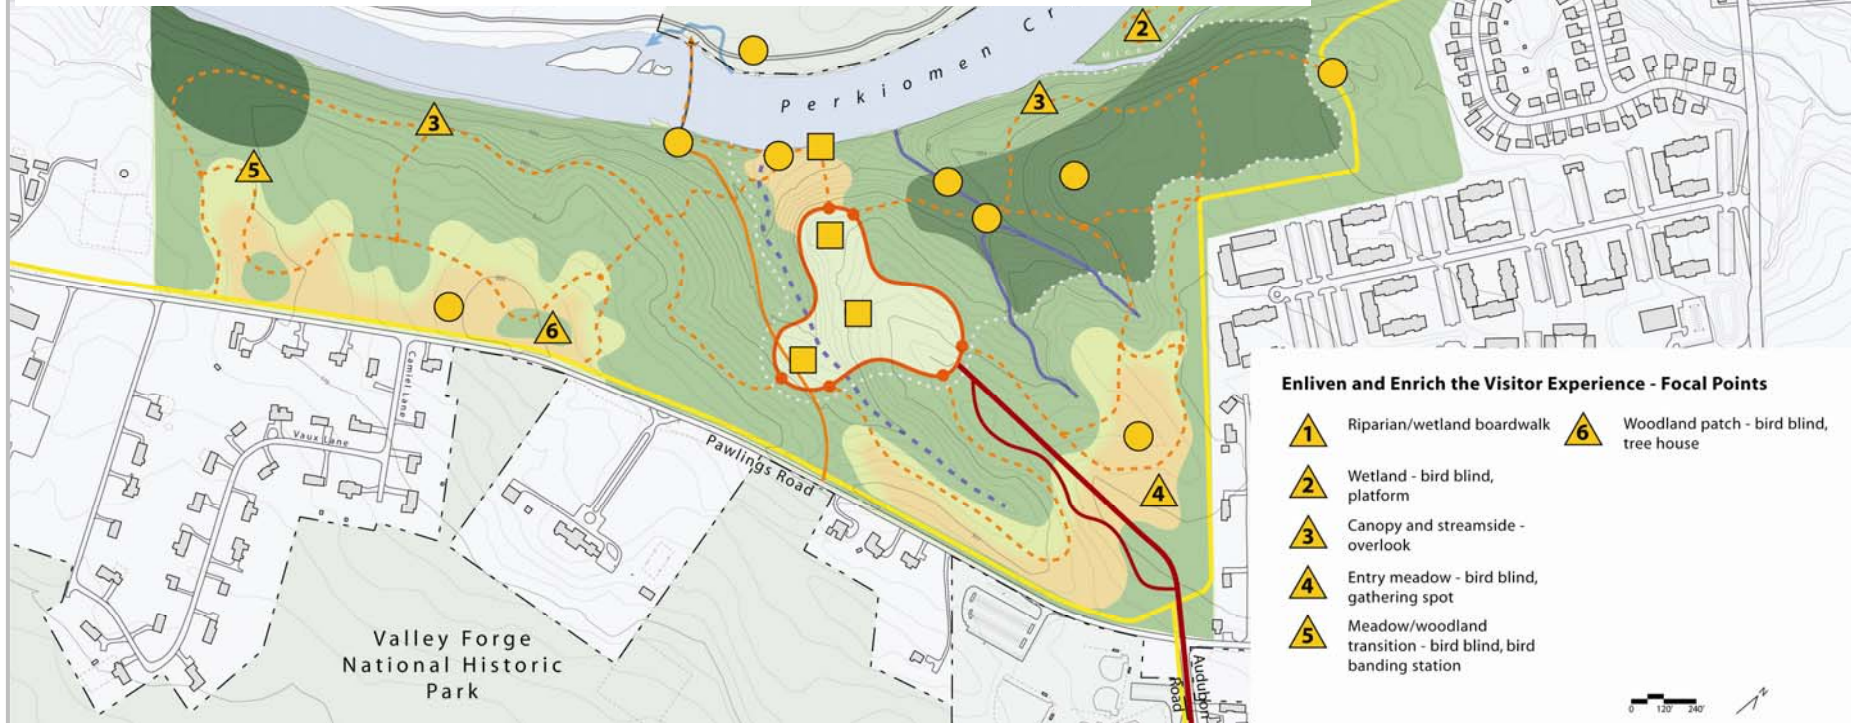 2
Perkiomen Cr
Mi
3
3
5
6
4
Camiel Lane
Vaux Lane
Pawlings Road
Valley Forge
National Historic
Park
Audubon
Road
Enliven and Enrich the Visitor Experience - Focal Points
1 Riparian/wetland boardwalk
2 Wetland - bird blind,
platform
3 Canopy and streamside -
overlook
4 Entry meadow - bird blind,
gathering spot
5 Meadow/woodland
transition - bird blind, bird
banding station
6 Woodland patch - bird blind,
tree house
0 120' 240'
N